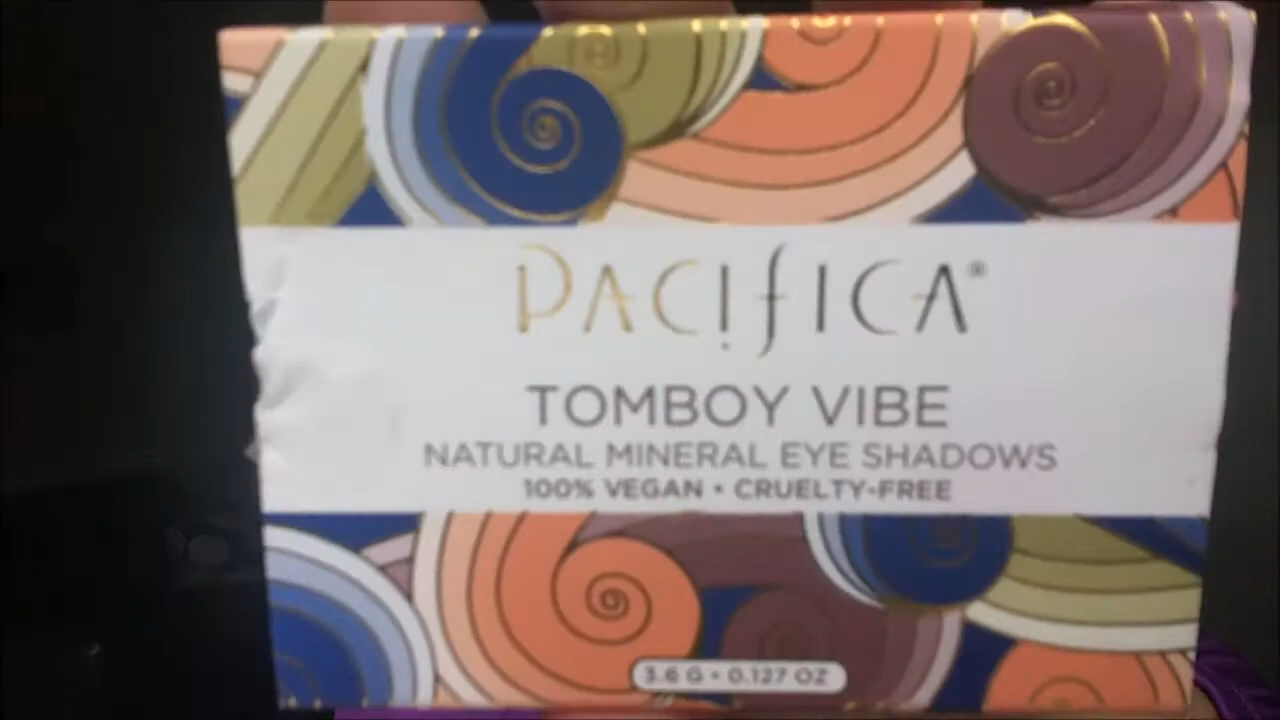 PACIFICA®
TOMBOY VIBE
NATURAL MINERAL EYE SHADOWS
100% VEGAN • CRUELTY-FREE
3.6 G • 0.127 OZ